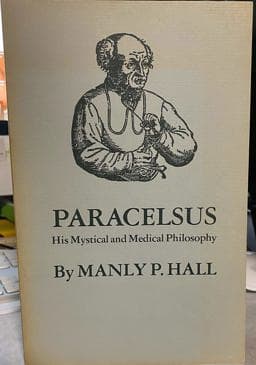 PARACELSUS
His Mystical and Medical Philosophy
By MANLY P. HALL